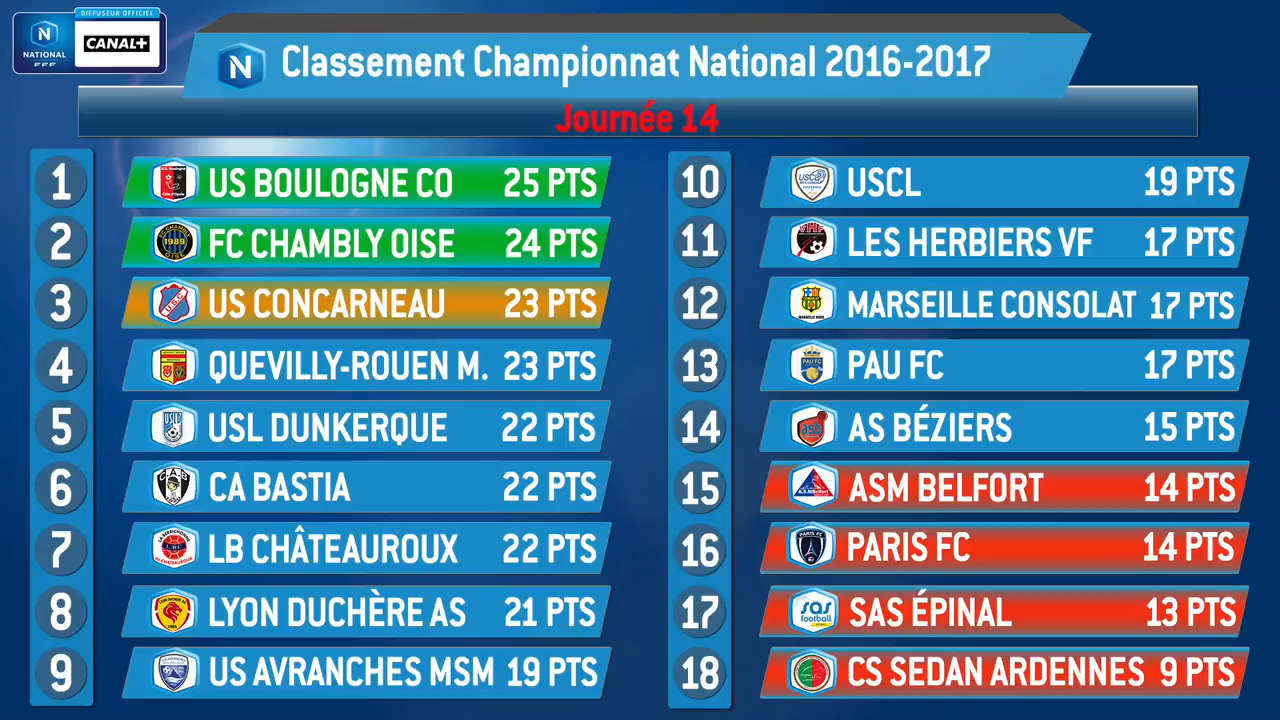 DIFFUSEUR OFFICIEL
N
NATIONAL
FFF
CANAL+
N Classement Championnat National 2016-2017
Journée 14
1 US BOULOGNE CO 25 PTS
2 FC CHAMBLY OISE 24 PTS
3 US CONCARNEAU 23 PTS
4 QUEVILLY-ROUEN M. 23 PTS
5 USL DUNKERQUE 22 PTS
6 CA BASTIA 22 PTS
7 LB CHÂTEAUROUX 22 PTS
8 LYON DUCHÈRE AS 21 PTS
9 US AVRANCHES MSM 19 PTS
10 USCL 19 PTS
11 LES HERBIERS VF 17 PTS
12 MARSEILLE CONSOLAT 17 PTS
13 PAU FC 17 PTS
14 AS BÉZIERS 15 PTS
15 ASM BELFORT 14 PTS
16 PARIS FC 14 PTS
17 SAS ÉPINAL 13 PTS
18 CS SEDAN ARDENNES 9 PTS